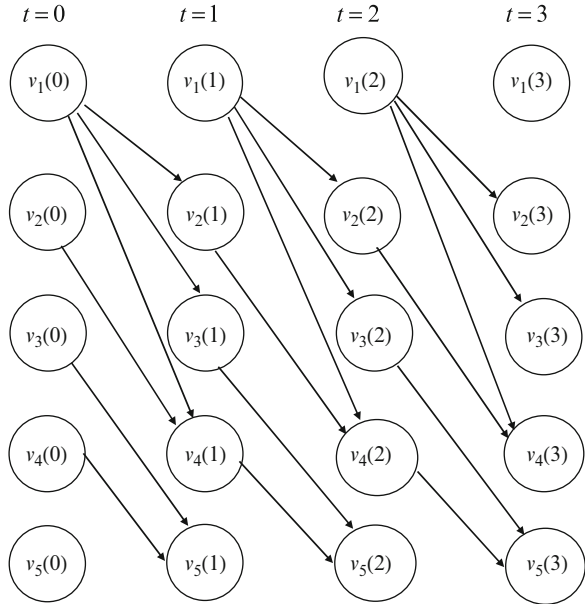 t = 0 t = 1 t = 2 t = 3
v₁(0) v₁(1) v₁(2) v₁(3)
v₂(0) v₂(1) v₂(2) v₂(3)
v₃(0) v₃(1) v₃(2) v₃(3)
v₄(0) v₄(1) v₄(2) v₄(3)
v₅(0) v₅(1) v₅(2) v₅(3)